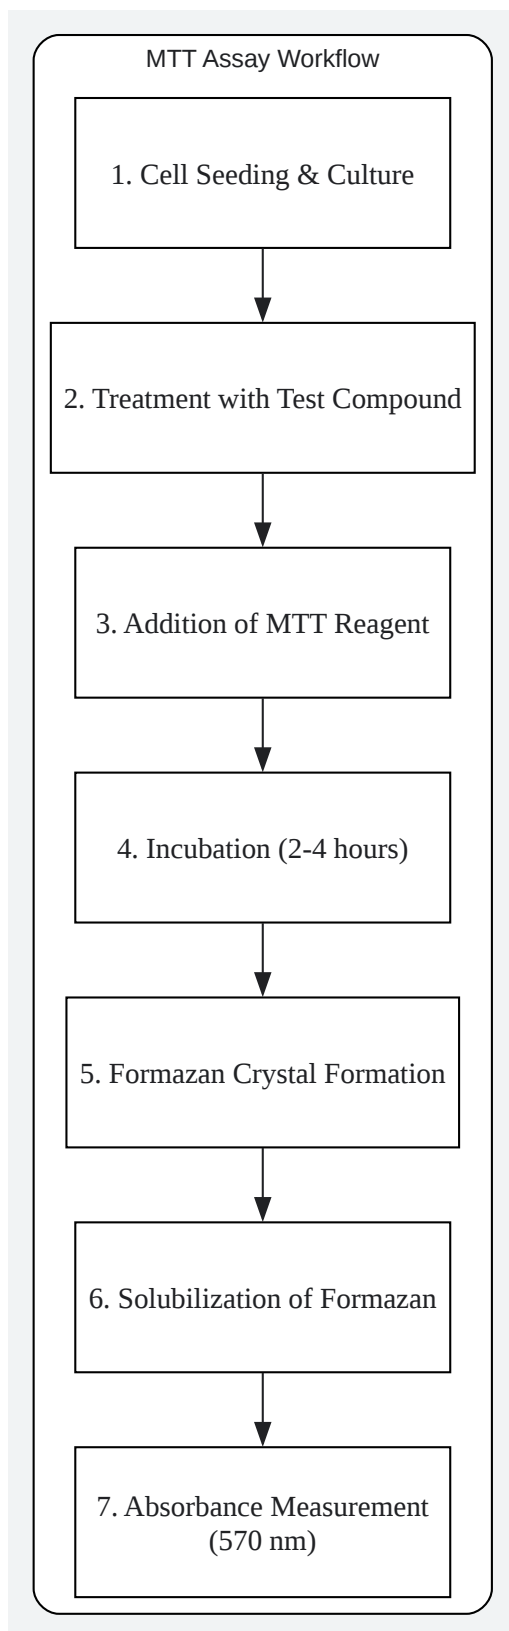 MTT Assay Workflow
1. Cell Seeding & Culture
2. Treatment with Test Compound
3. Addition of MTT Reagent
4. Incubation (2-4 hours)
5. Formazan Crystal Formation
6. Solubilization of Formazan
7. Absorbance Measurement
(570 nm)